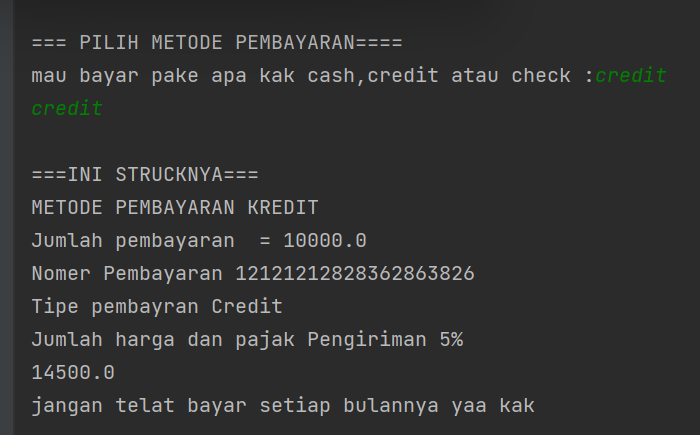 === PILIH METODE PEMBAYARAN====
mau bayar pake apa kak cash,credit atau check :credit
credit
===INI STRUCKNYA===
METODE PEMBAYARAN KREDIT
Jumlah pembayaran  = 10000.0
Nomer Pembayaran 12121212828362863826
Tipe pembayran Credit
Jumlah harga dan pajak Pengiriman 5%
14500.0
jangan telat bayar setiap bulannya yaa kak